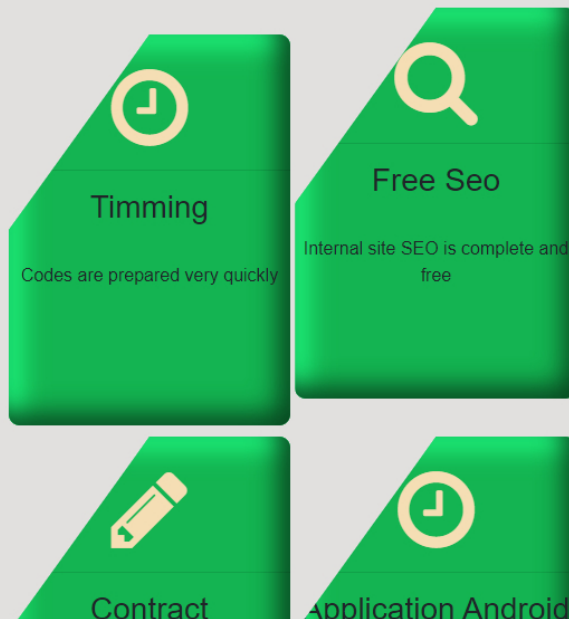 Timming
Codes are prepared very quickly
Free Seo
Internal site SEO is complete and
free
Contract
Application Android